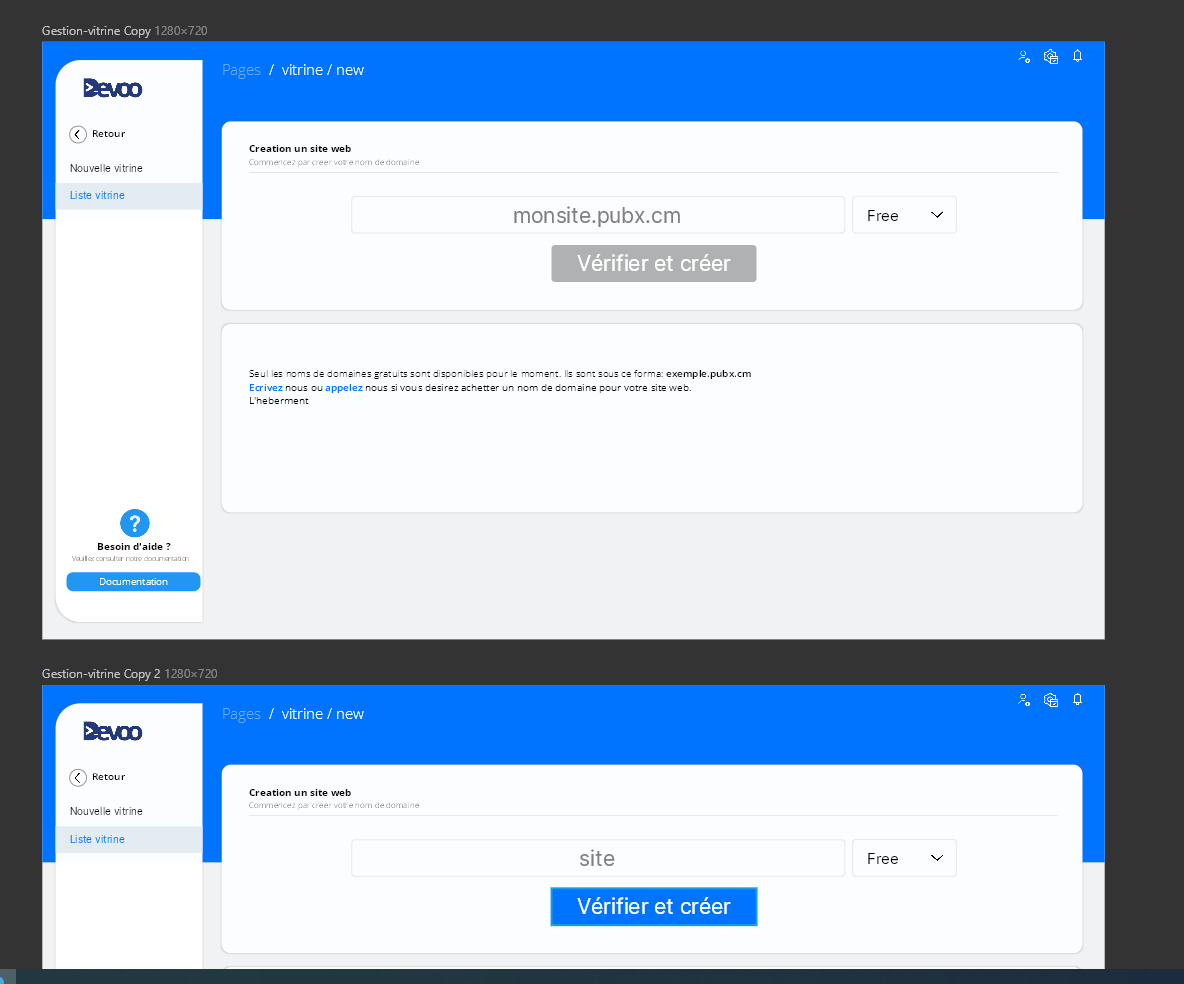 Gestion-vitrine Copy 1280×720
Devoo
Pages / vitrine / new
Retour
Nouvelle vitrine
Liste vitrine
Creation un site web
Commencez par creer votre nom de domaine
monsite.pubx.cm
Free
Vérifier et créer
Seul les noms de domaines gratuits sont disponibles pour le moment. Ils sont sous ce forma: exemple.pubx.cm
Ecrivez nous ou appelez nous si vous desirez achetter un nom de domaine pour votre site web.
L'heberment
?
Besoin d'aide ?
Veuillez consulter notre documentation
Documentation
Gestion-vitrine Copy 2 1280×720
Devoo
Pages / vitrine / new
Retour
Nouvelle vitrine
Liste vitrine
Creation un site web
Commencez par creer votre nom de domaine
site
Free
Vérifier et créer